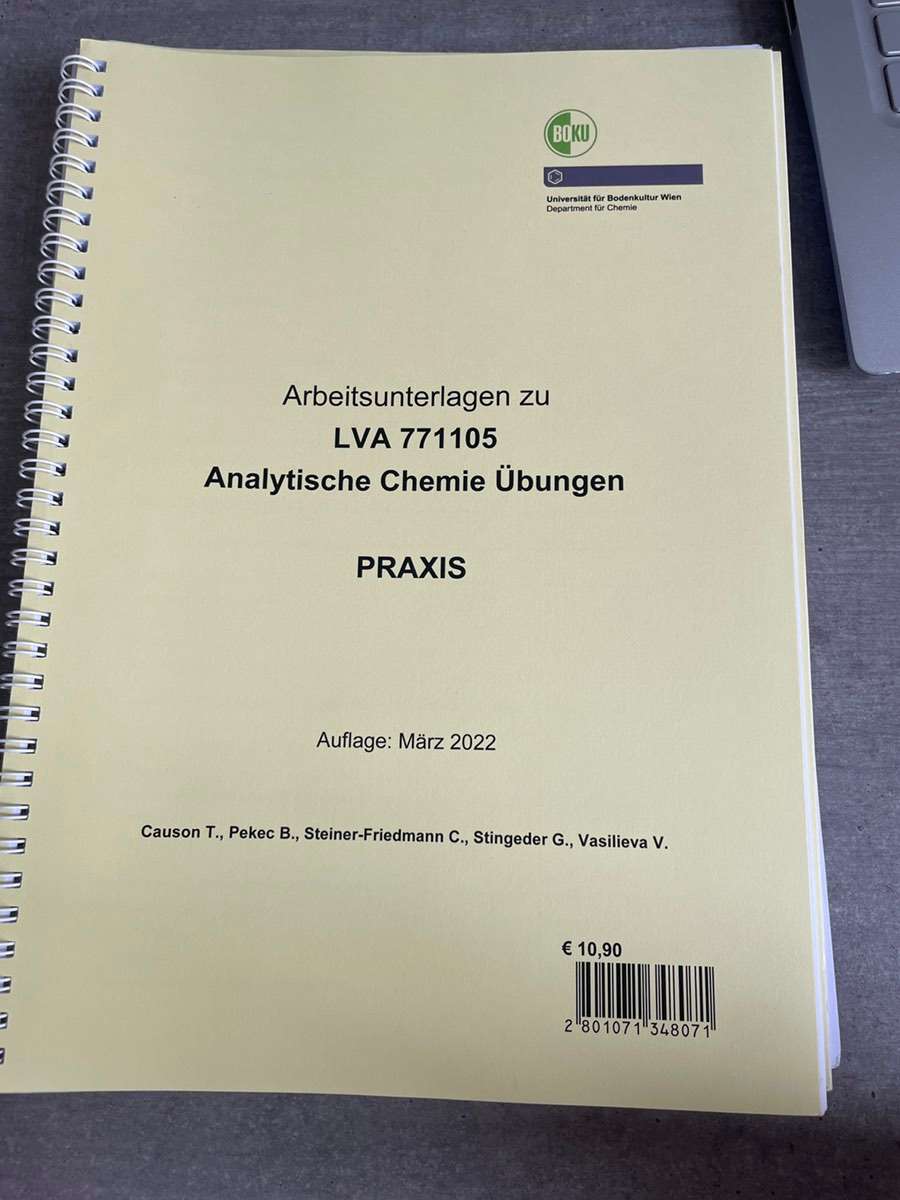 BOKU
Universität für Bodenkultur Wien
Department für Chemie
Arbeitsunterlagen zu
LVA 771105
Analytische Chemie Übungen
PRAXIS
Auflage: März 2022
Causon T., Pekec B., Steiner-Friedmann C., Stingeder G., Vasilieva V.
€ 10,90
2 801071 348071